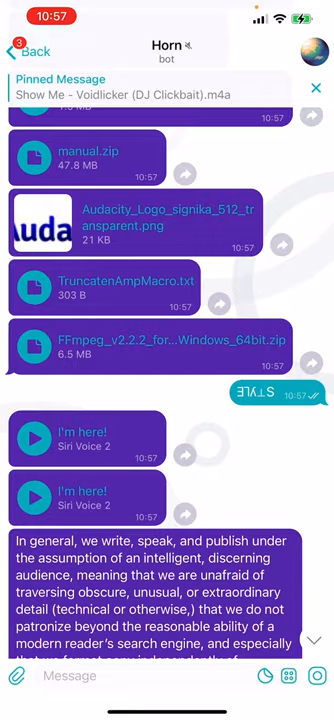 10:57
3
Back
Horn
bot
Pinned Message
Show Me - Voidlicker (DJ Clickbait).m4a
10:57
manual.zip
47.8 MB
10:57
Auda
Audacity_Logo_signika_512_tr
ansparent.png
21 KB
10:57
TruncatenAmpMacro.txt
303 B
10:57
FFmpeg_v2.2.2_for...Windows_64bit.zip
6.5 MB
10:57
ƎꞀʎꞱS
10:57
I'm here!
Siri Voice 2
10:57
I'm here!
Siri Voice 2
10:57
In general, we write, speak, and publish under
the assumption of an intelligent, discerning
audience, meaning that we are unafraid of
traversing obscure, unusual, or extraordinary
detail (technical or otherwise,) that we do not
patronize beyond the reasonable ability of a
modern reader's search engine, and especially
Message